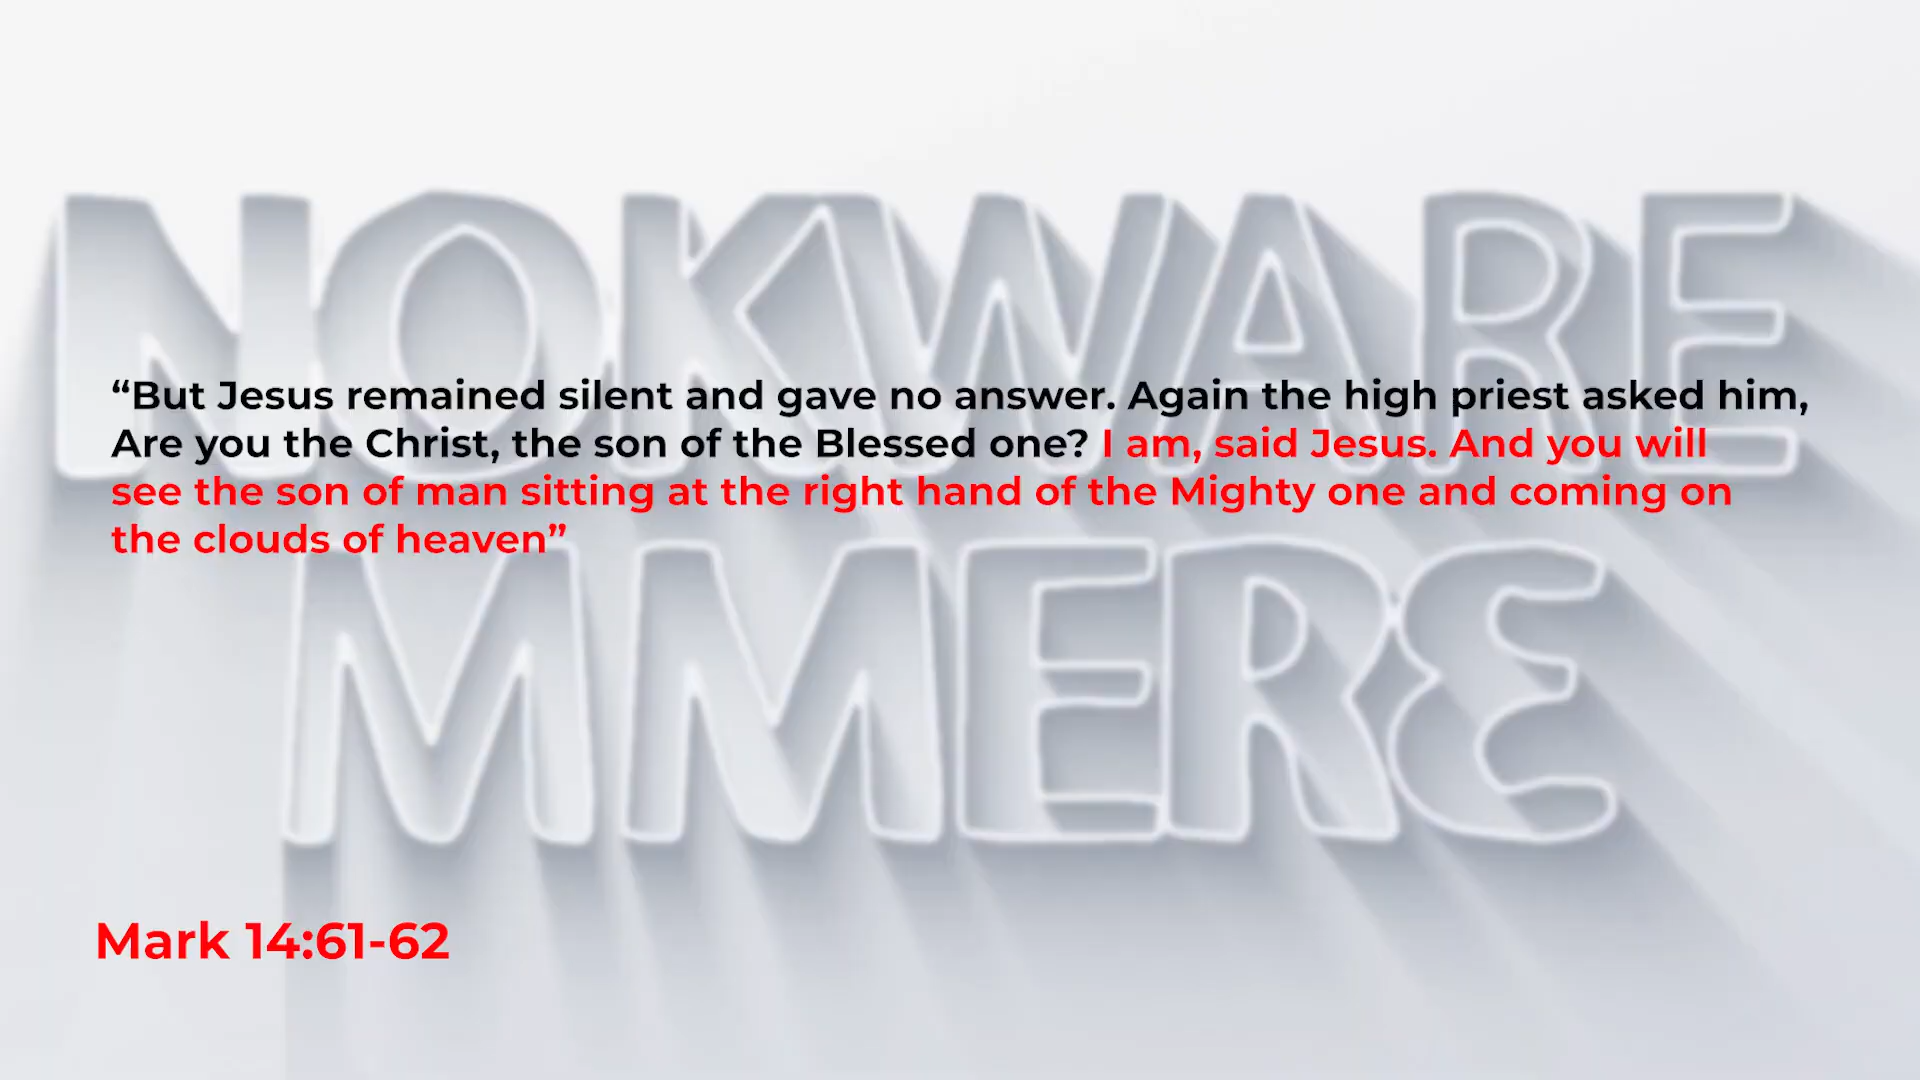 NOKWARE
“But Jesus remained silent and gave no answer. Again the high priest asked him,
Are you the Christ, the son of the Blessed one? I am, said Jesus. And you will
see the son of man sitting at the right hand of the Mighty one and coming on
the clouds of heaven”
MMERƐ
Mark 14:61-62